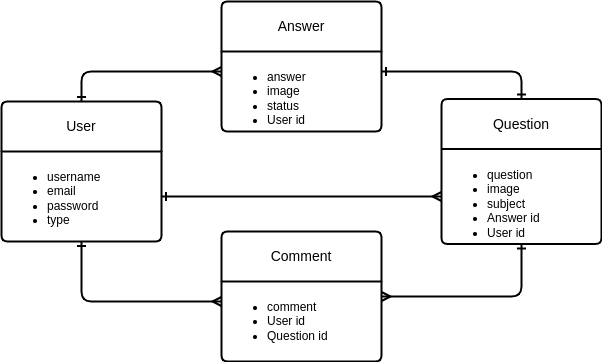 Answer
answer
image
status
User id
User
username
email
password
type
Question
question
image
subject
Answer id
User id
Comment
comment
User id
Question id